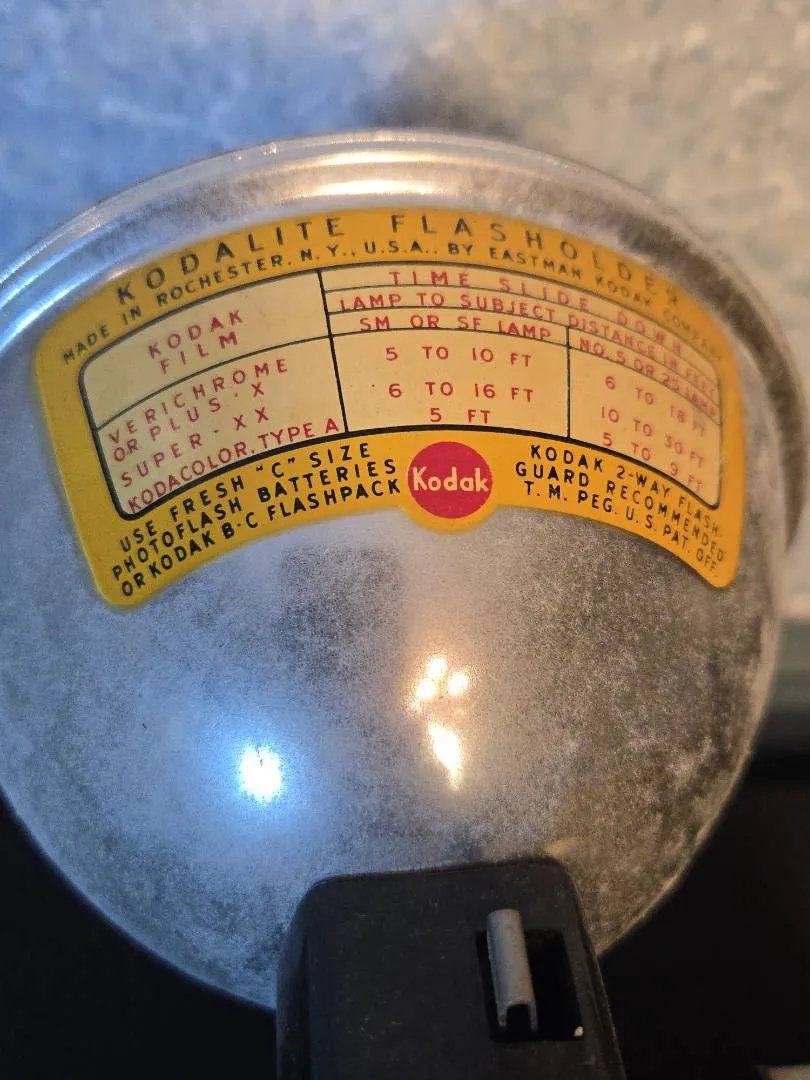 KODALITE FLASHOLDER
MADE IN ROCHESTER, N.Y., U.S.A., BY EASTMAN KODAK COMPANY
KODAK
FILM
TIME SLIDE DOWN
LAMP TO SUBJECT DISTANCE IN FEET
SM OR SF LAMP
NO. 5 OR 25 LAMP
VERICHROME
OR PLUS-X
5 TO 10 FT
6 TO 18 FT
SUPER-XX
6 TO 16 FT
10 TO 30 FT
KODACOLOR, TYPE A
5 FT
5 TO 9 FT
USE FRESH "C" SIZE
PHOTOFLASH BATTERIES
OR KODAK B-C FLASHPACK
Kodak
KODAK 2-WAY FLASH-
GUARD RECOMMENDED
T. M. REG. U.S. PAT. OFF.